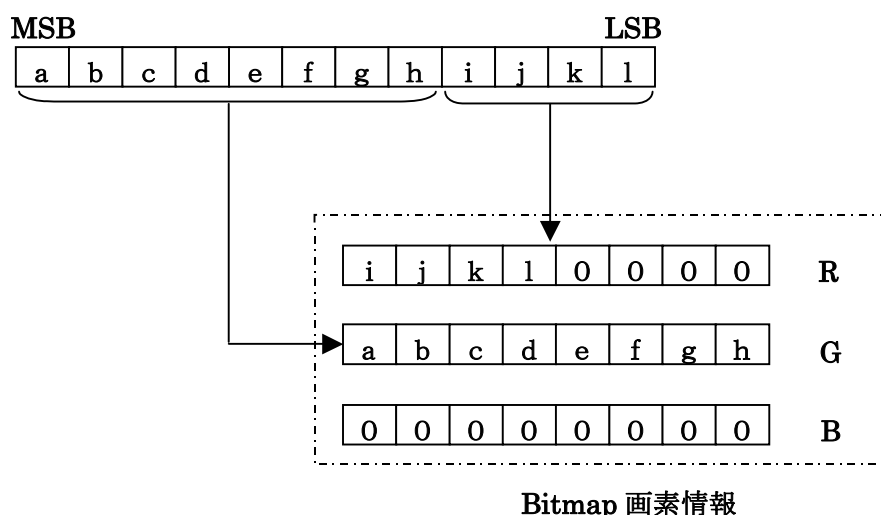 MSB LSB
a b c d e f g h i j k l
i j k l 0 0 0 0 R
a b c d e f g h G
0 0 0 0 0 0 0 0 B
Bitmap 画素情報